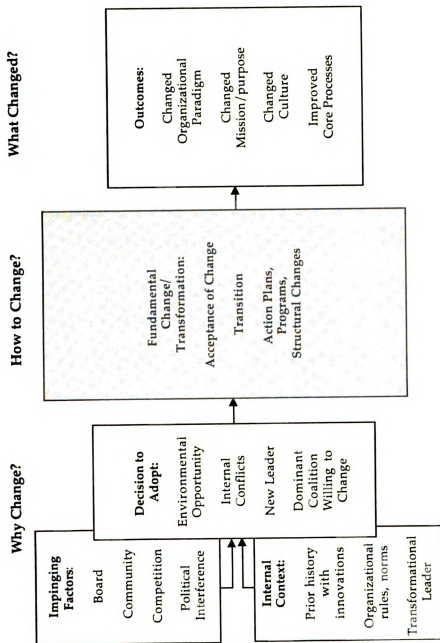 Why Change?
Impinging
Factors:
Board
Community
Competition
Political
Interference
Internal
Context:
Prior history
with
innovations
Organizational
rules, norms
Transformational
Leader
Decision to
Adopt:
Environmental
Opportunity
Internal
Conflicts
New Leader
Dominant
Coalition
Willing to
Change
How to Change?
Fundamental
Change/
Transformation:
Acceptance of Change
Transition
Action Plans,
Programs,
Structural Changes
What Changed?
Outcomes:
Changed
Organizational
Paradigm
Changed
Mission/purpose
Changed
Culture
Improved
Core Processes